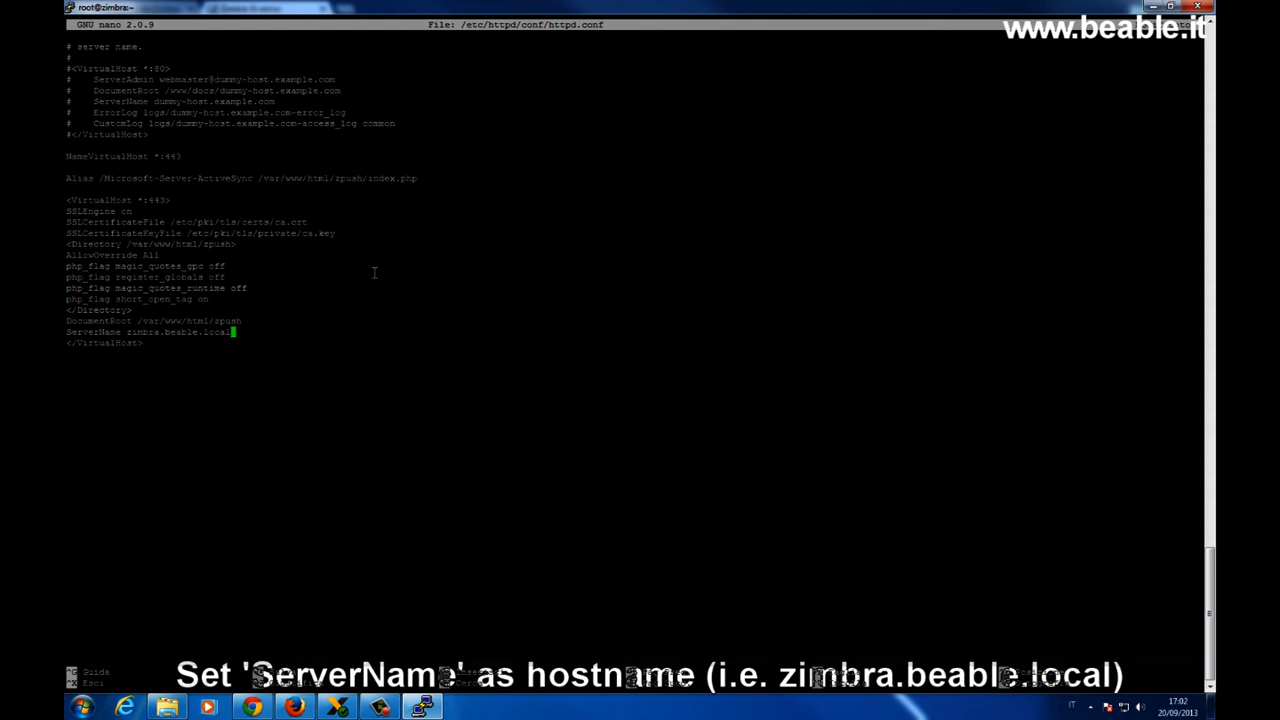 root@zimbra:~
GNU nano 2.0.9 File: /etc/httpd/conf/httpd.conf
www.beable.it
# server name.
#
#<VirtualHost *:80>
# ServerAdmin webmaster@dummy-host.example.com
# DocumentRoot /www/docs/dummy-host.example.com
# ServerName dummy-host.example.com
# ErrorLog logs/dummy-host.example.com-error_log
# CustomLog logs/dummy-host.example.com-access_log common
#</VirtualHost>
NameVirtualHost *:443
Alias /Microsoft-Server-ActiveSync /var/www/html/zpush/index.php
<VirtualHost *:443>
SSLEngine on
SSLCertificateFile /etc/pki/tls/certs/ca.crt
SSLCertificateKeyFile /etc/pki/tls/private/ca.key
<Directory /var/www/html/zpush>
AllowOverride All
php_flag magic_quotes_gpc off
php_flag register_globals off
php_flag magic_quotes_runtime off
php_flag short_open_tag on
</Directory>
DocumentRoot /var/www/html/zpush
ServerName zimbra.beable.local
</VirtualHost>
^G Guida
^X Esci
Set 'ServerName' as hostname (i.e. zimbra.beable.local)
IT
17:02
20/09/2013